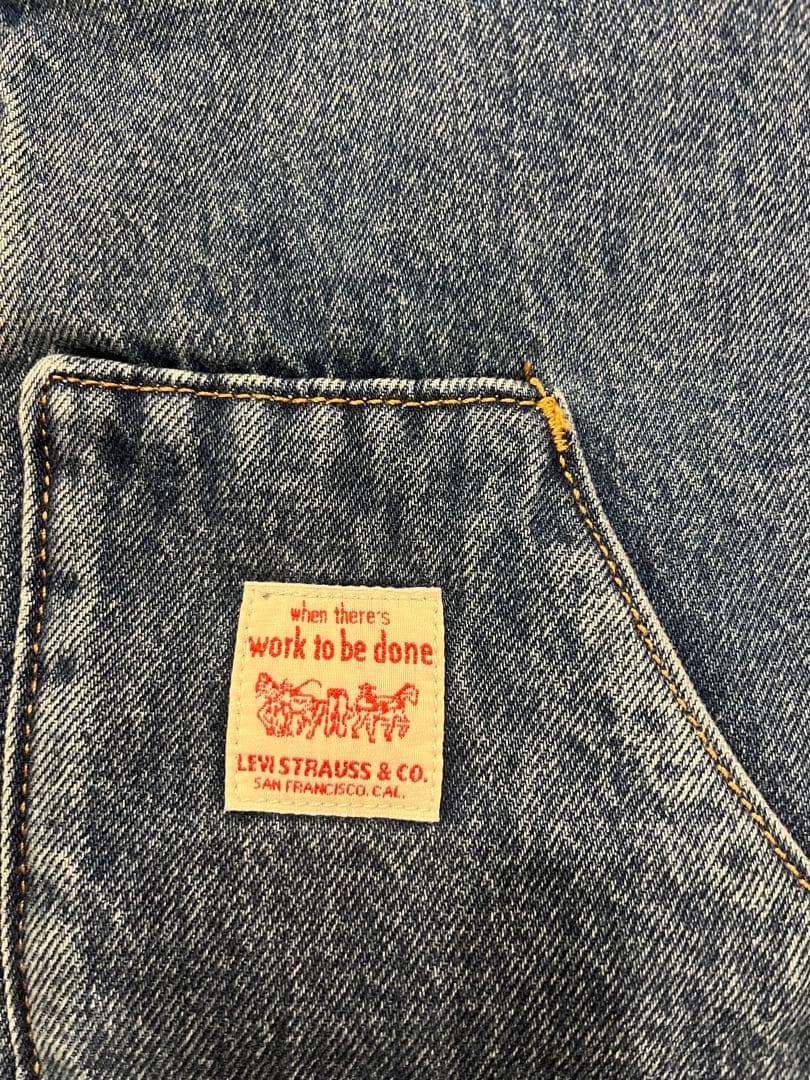 when there's
work to be done
LEVI STRAUSS & CO.
SAN FRANCISCO, CAL.